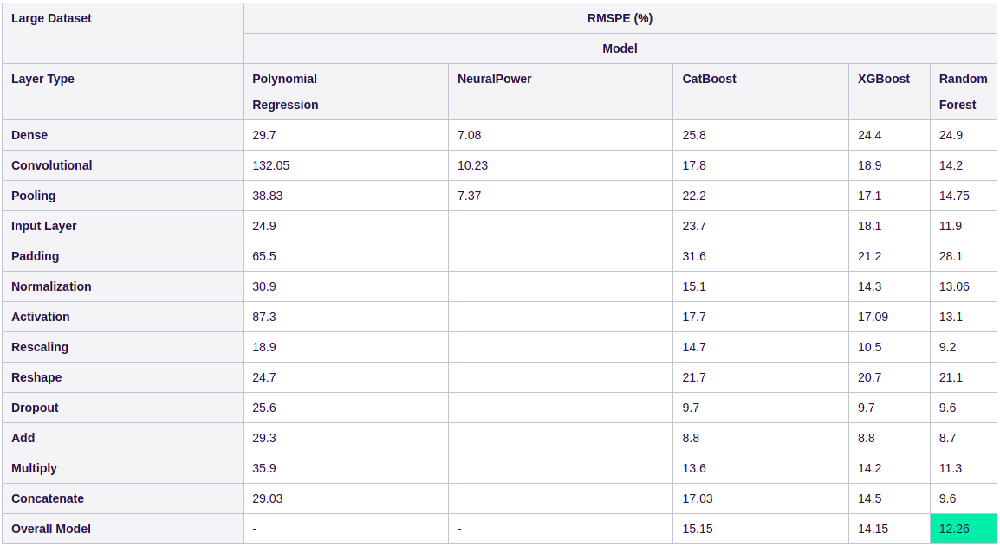 Large Dataset RMSPE (%)
Model
Layer Type Polynomial Regression NeuralPower CatBoost XGBoost Random Forest
Dense 29.7 7.08 25.8 24.4 24.9
Convolutional 132.05 10.23 17.8 18.9 14.2
Pooling 38.83 7.37 22.2 17.1 14.75
Input Layer 24.9 23.7 18.1 11.9
Padding 65.5 31.6 21.2 28.1
Normalization 30.9 15.1 14.3 13.06
Activation 87.3 17.7 17.09 13.1
Rescaling 18.9 14.7 10.5 9.2
Reshape 24.7 21.7 20.7 21.1
Dropout 25.6 9.7 9.7 9.6
Add 29.3 8.8 8.8 8.7
Multiply 35.9 13.6 14.2 11.3
Concatenate 29.03 17.03 14.5 9.6
Overall Model - - 15.15 14.15 12.26